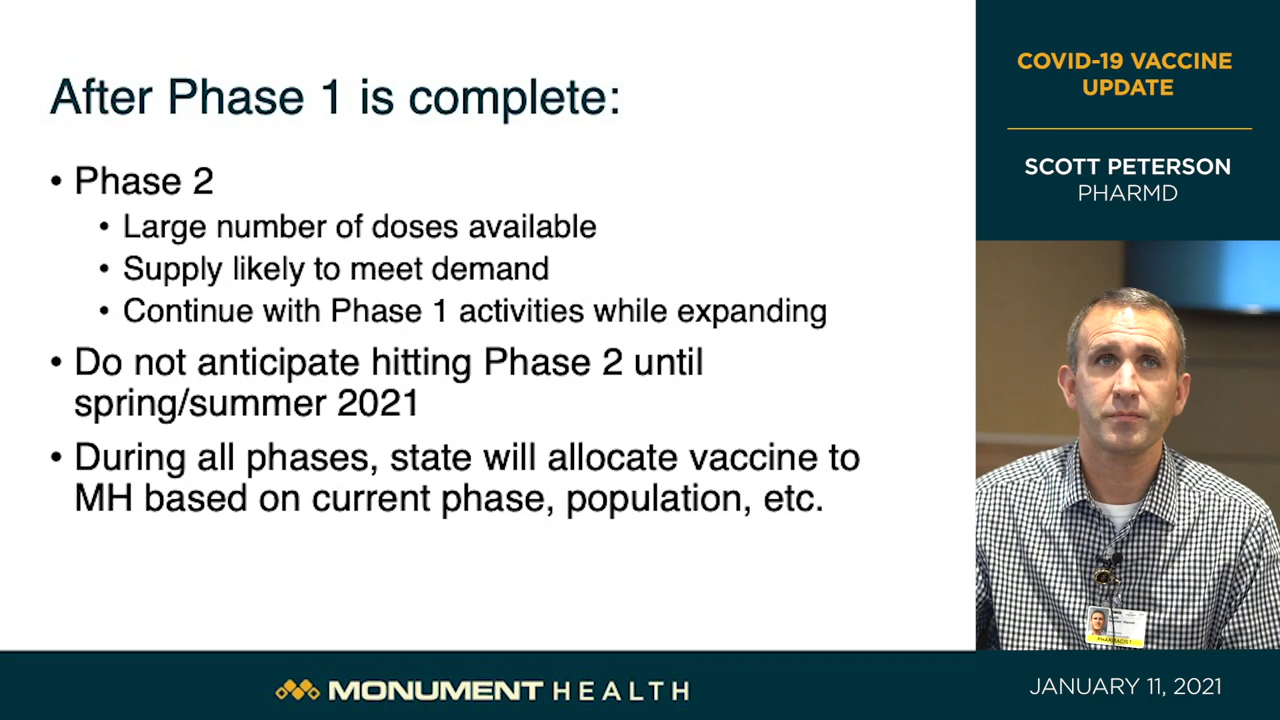 After Phase 1 is complete:
• Phase 2
• Large number of doses available
• Supply likely to meet demand
• Continue with Phase 1 activities while expanding
• Do not anticipate hitting Phase 2 until
spring/summer 2021
• During all phases, state will allocate vaccine to
MH based on current phase, population, etc.
COVID-19 VACCINE
UPDATE
SCOTT PETERSON
PHARMD
PHARMACIST
MONUMENT HEALTH
JANUARY 11, 2021